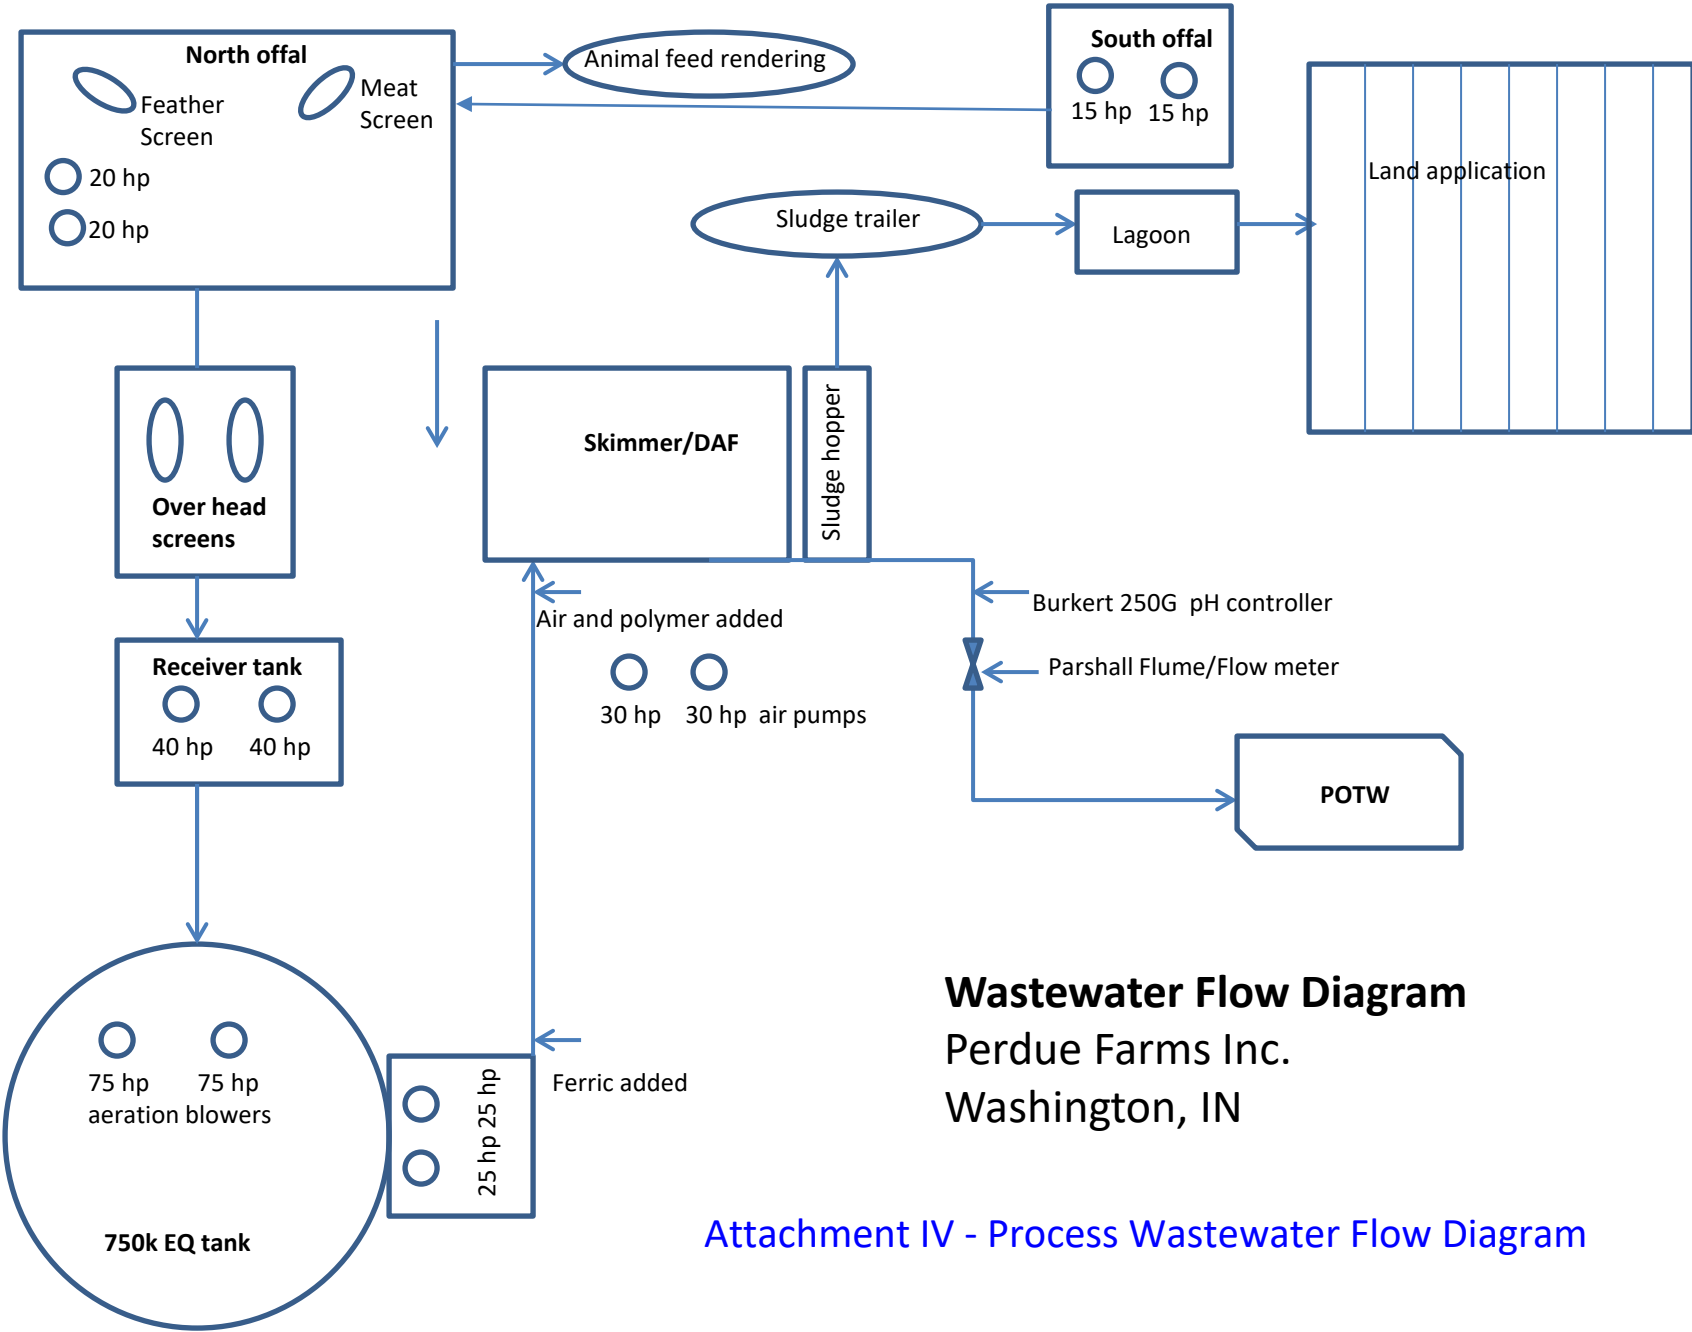 North offal
Feather
Screen
Meat
Screen
20 hp
20 hp
Animal feed rendering
South offal
15 hp 15 hp
Land application
Sludge trailer
Lagoon
Over head
screens
Skimmer/DAF
Sludge hopper
Air and polymer added
30 hp 30 hp air pumps
Burkert 250G pH controller
Parshall Flume/Flow meter
Receiver tank
40 hp 40 hp
POTW
75 hp 75 hp
aeration blowers
750k EQ tank
25 hp 25 hp
Ferric added
Wastewater Flow Diagram
Perdue Farms Inc.
Washington, IN
Attachment IV - Process Wastewater Flow Diagram